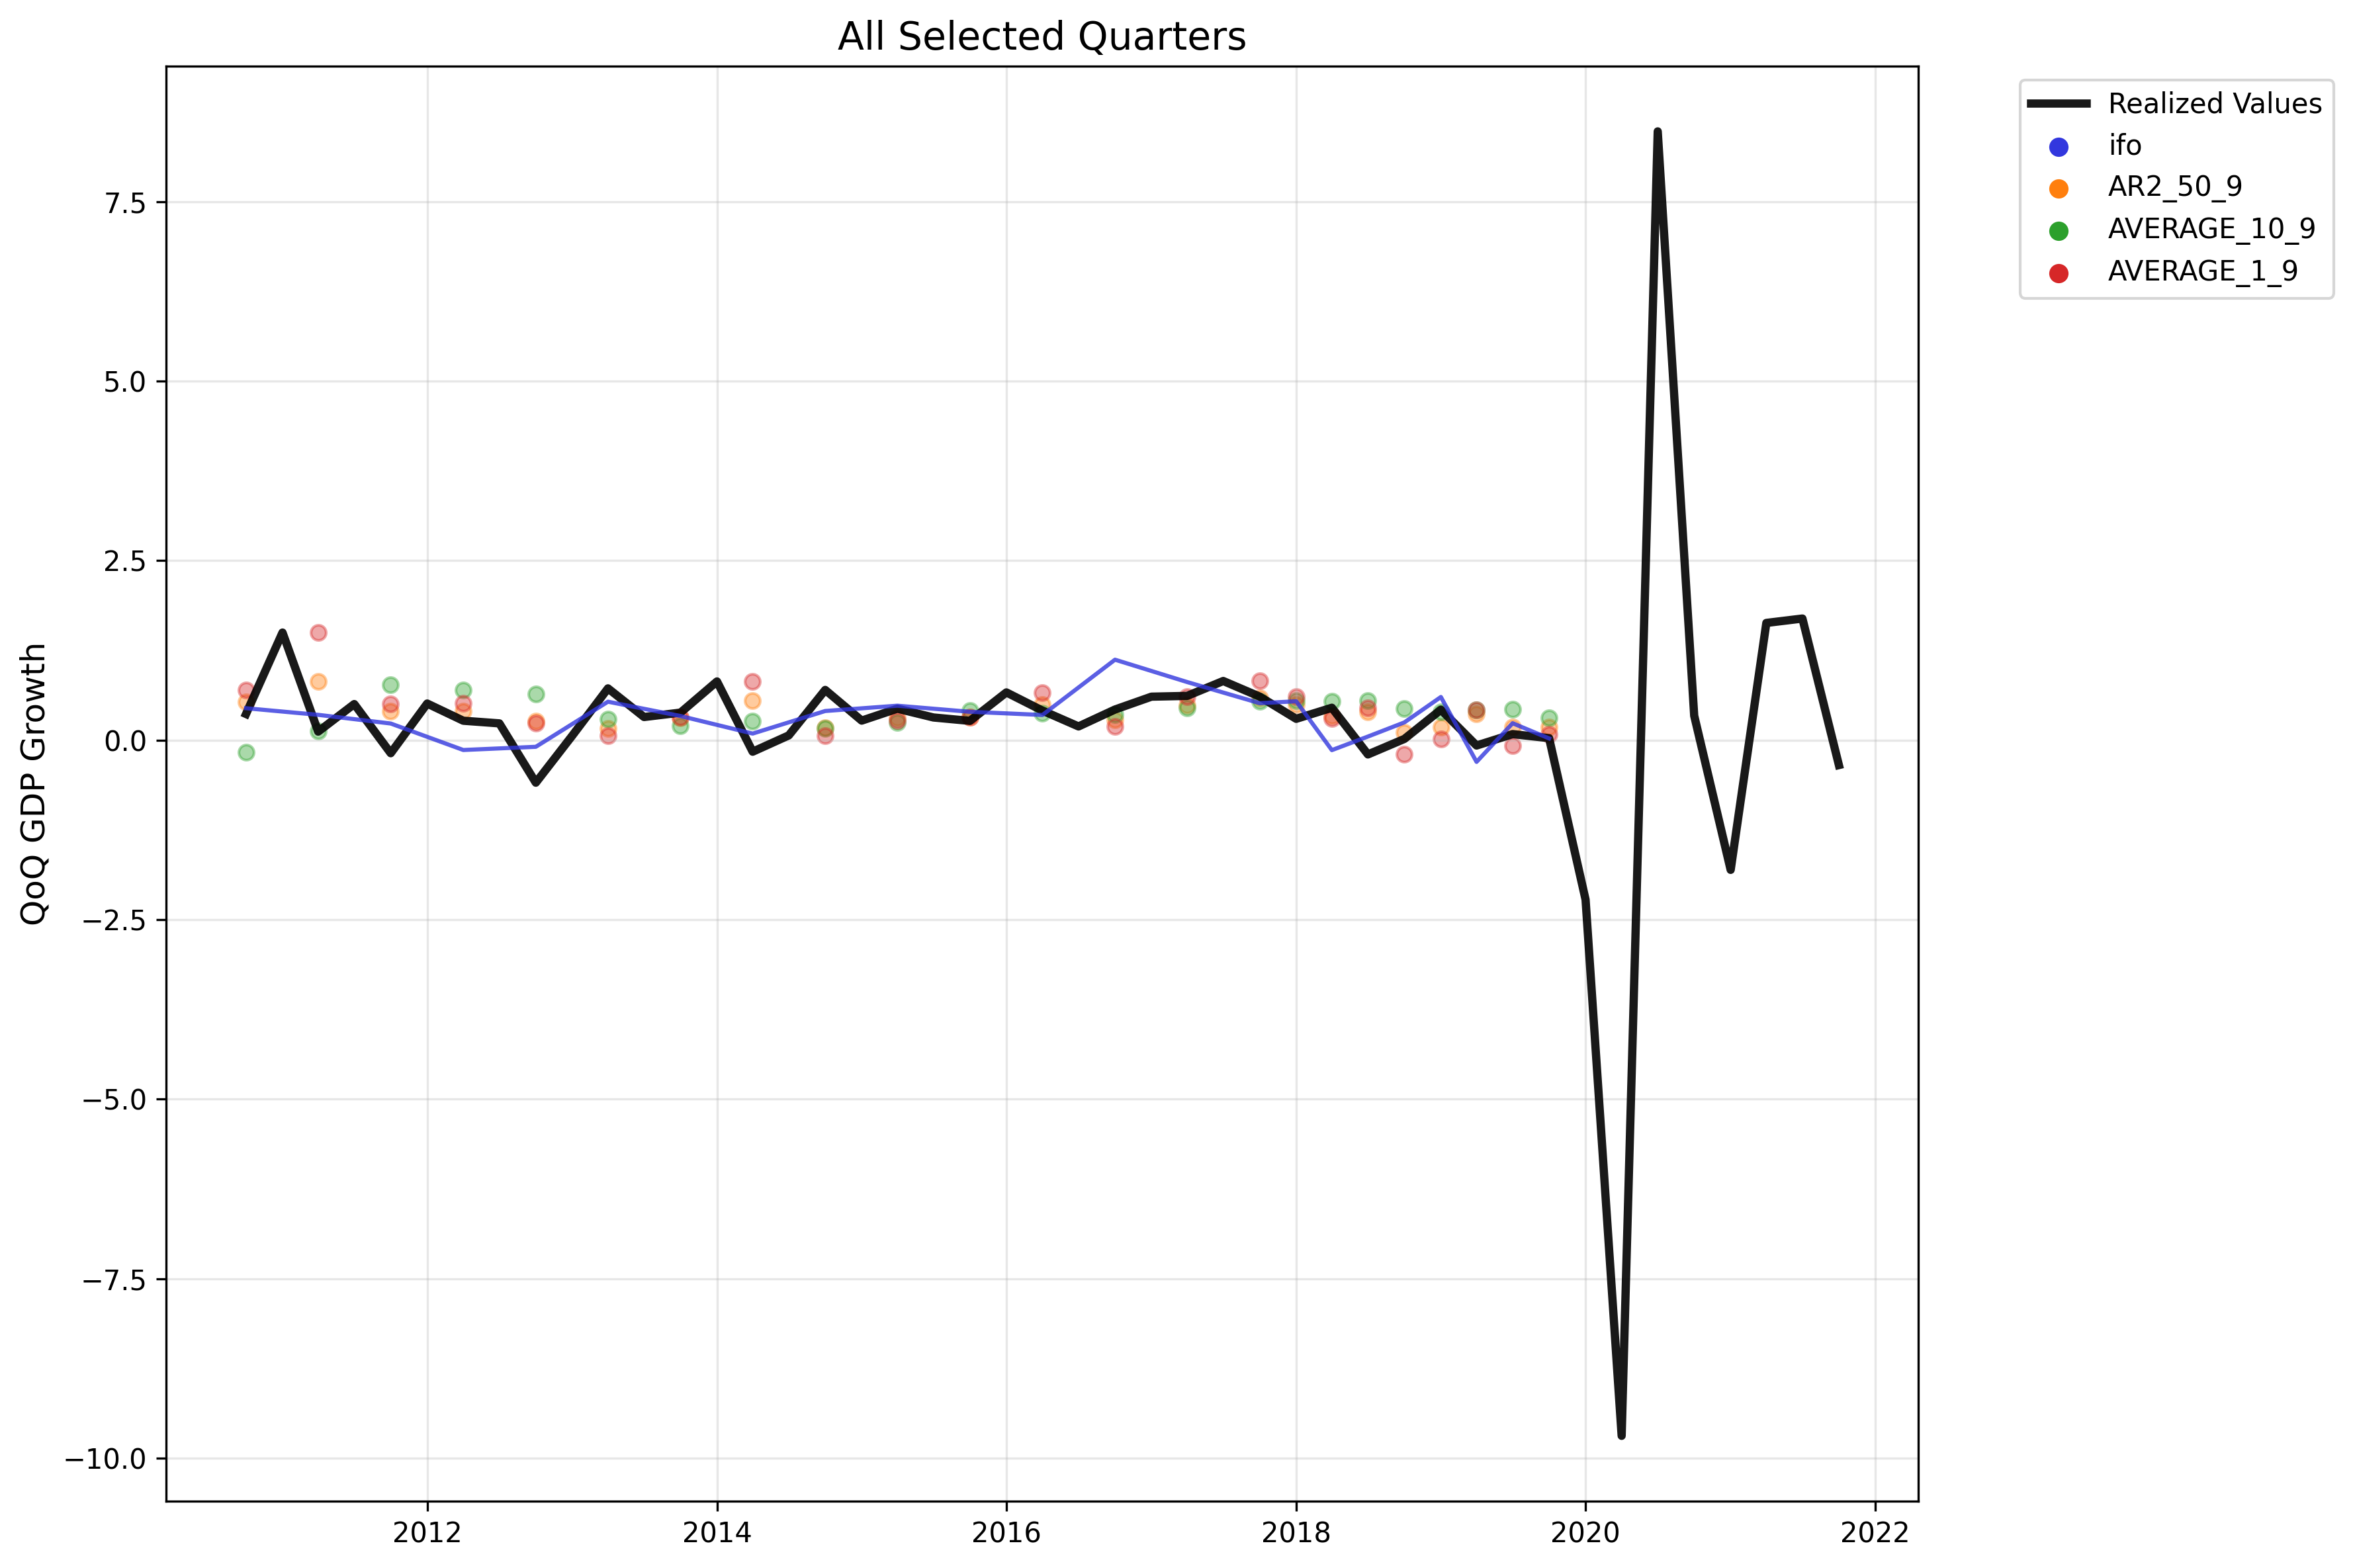 All Selected Quarters
QoQ GDP Growth
7.5
5.0
2.5
0.0
−2.5
−5.0
−7.5
−10.0
2012
2014
2016
2018
2020
2022
Realized Values
ifo
AR2_50_9
AVERAGE_10_9
AVERAGE_1_9